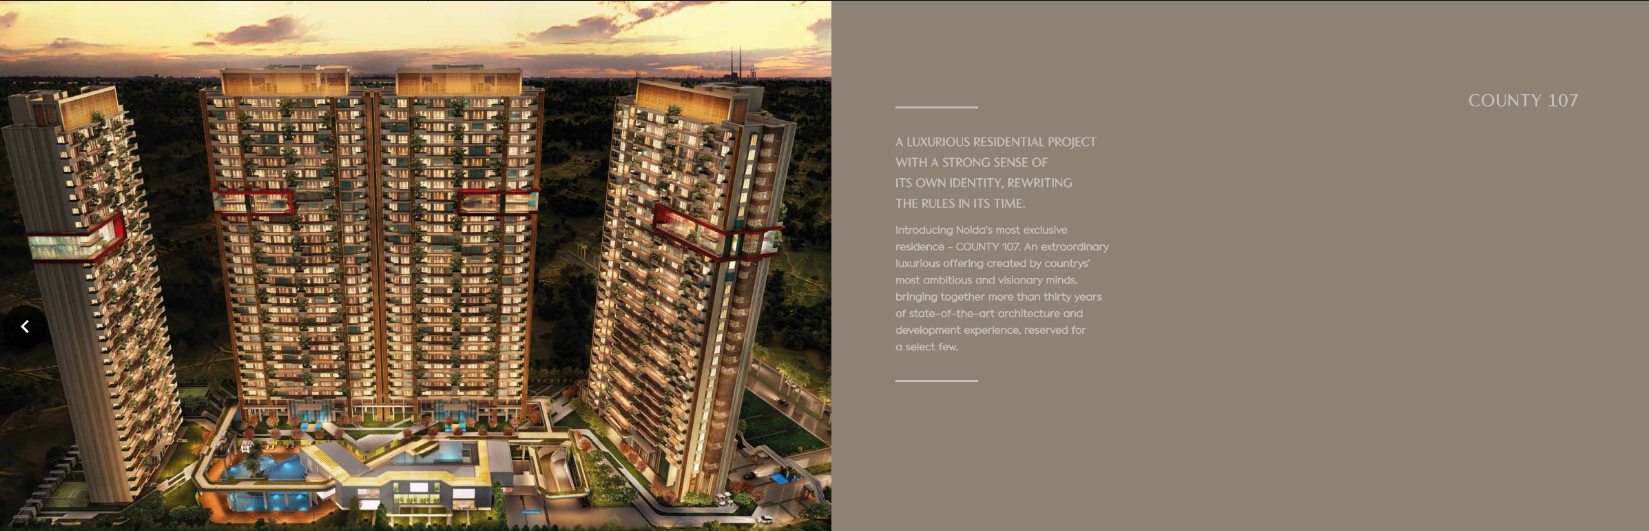 COUNTY 107
A LUXURIOUS RESIDENTIAL PROJECT
WITH A STRONG SENSE OF
ITS OWN IDENTITY, REWRITING
THE RULES IN ITS TIME.
Introducing Noida's most exclusive
residence - COUNTY 107. An extraordinary
luxurious offering created by countrys'
most ambitious and visionary minds,
bringing together more than thirty years
of state-of-the-art architecture and
development experience, reserved for
a select few.